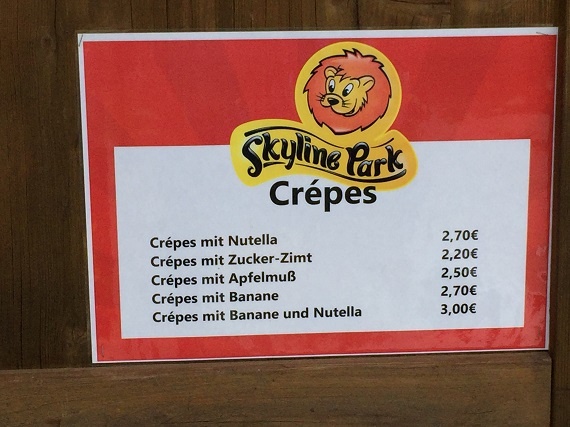 Skyline Park
Crépes
Crépes mit Nutella 2,70€
Crépes mit Zucker-Zimt 2,20€
Crépes mit Apfelmuß 2,50€
Crépes mit Banane 2,70€
Crépes mit Banane und Nutella 3,00€